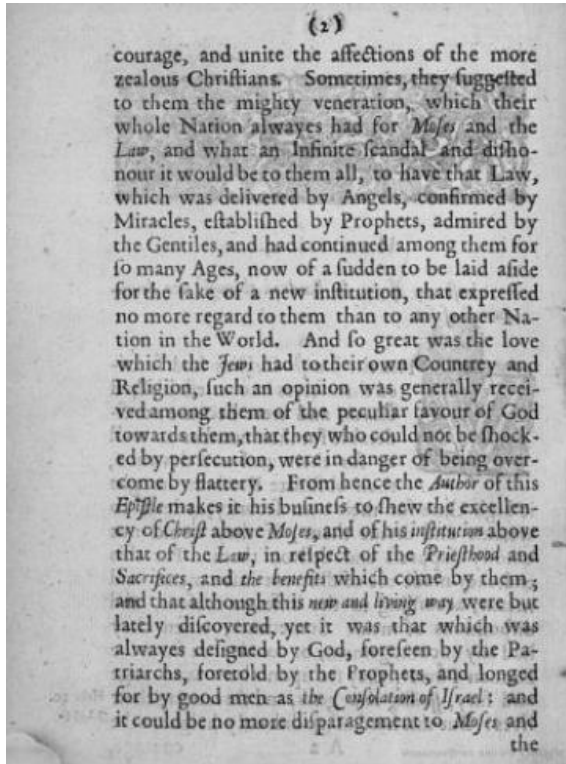 (2)
courage, and unite the affections of the more
zealous Chriſtians. Sometimes, they ſuggeſted
to them the mighty veneration, which their
whole Nation alwayes had for Moſes and the
Law, and what an Infinite ſcandal and diſho-
nour it would be to them all, to have that Law,
which was delivered by Angels, confirmed by
Miracles, eſtabliſhed by Prophets, admired by
the Gentiles, and had continued among them for
ſo many Ages, now of a ſudden to be laid aſide
for the ſake of a new inſtitution, that expreſſed
no more regard to them than to any other Na-
tion in the World. And ſo great was the love
which the Jews had to their own Countrey and
Religion, ſuch an opinion was generally recei-
ved among them of the peculiar favour of God
towards them, that they who could not be ſhock-
ed by perſecution, were in danger of being over-
come by flattery. From hence the Author of this
Epiſtle makes it his buſineſs to ſhew the excellen-
cy of Chriſt above Moſes, and of his inſtitution above
that of the Law, in reſpect of the Prieſthood and
Sacrifices, and the benefits which come by them;
and that although this new and living way were but
lately diſcovered, yet it was that which was
alwayes deſigned by God, foreſeen by the Pa-
triarchs, foretold by the Prophets, and longed
for by good men as the Conſolation of Iſrael: and
it could be no more diſparagement to Moſes and
the